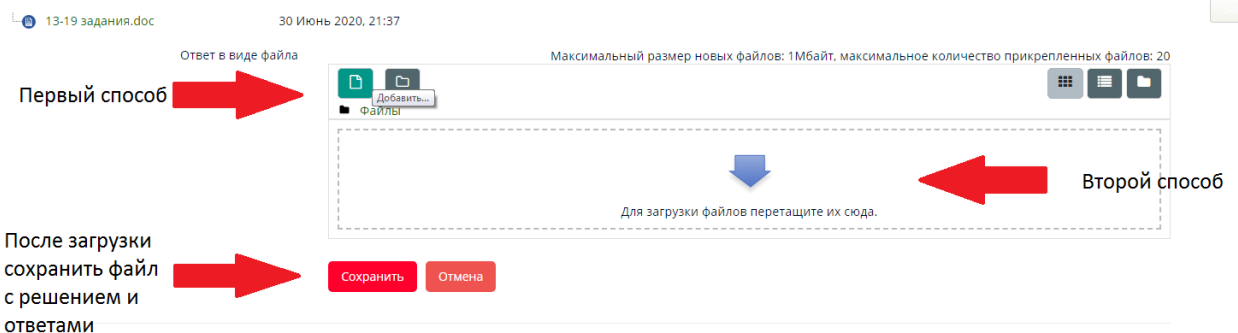 13-19 задания.doc 30 Июнь 2020, 21:37
Ответ в виде файла Максимальный размер новых файлов: 1Мбайт, максимальное количество прикрепленных файлов: 20
Первый способ
Добавить...
Файлы
Второй способ
Для загрузки файлов перетащите их сюда.
После загрузки
сохранить файл
с решением и
ответами
Сохранить Отмена